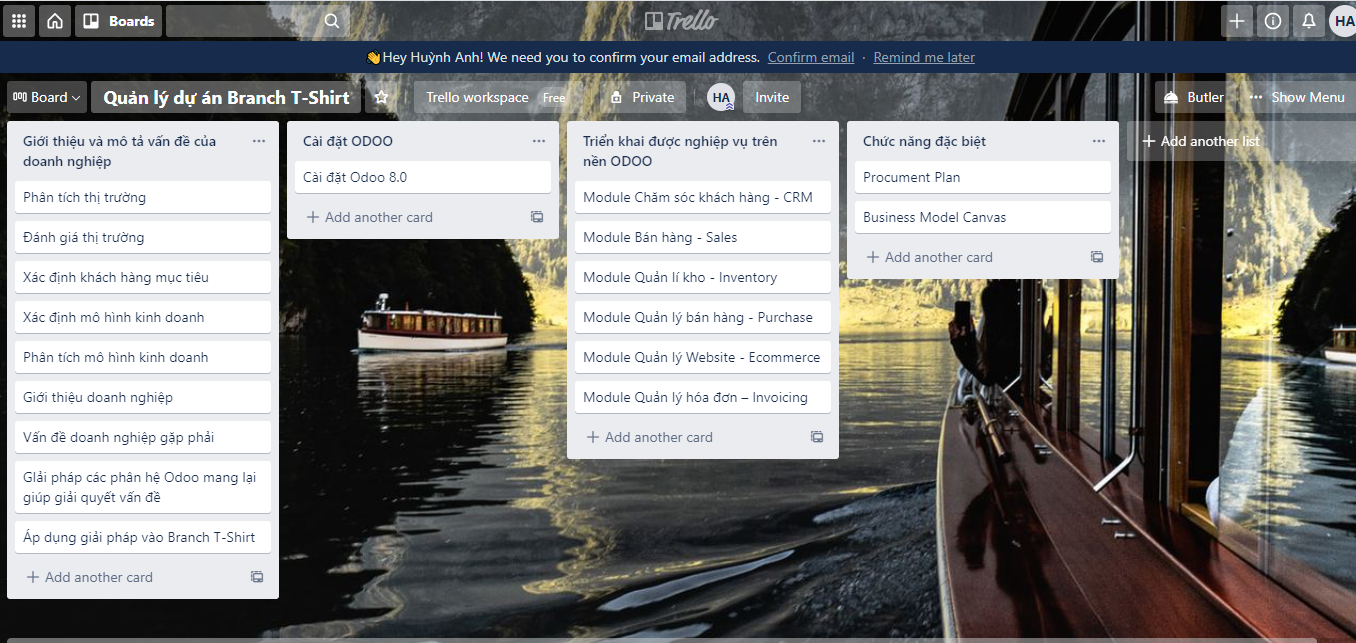 Boards
Trello
HA
👋Hey Huỳnh Anh! We need you to confirm your email address. Confirm email · Remind me later
Board
Quản lý dự án Branch T-Shirt
Trello workspace Free
Private
HA
Invite
Butler
... Show Menu
Giới thiệu và mô tả vấn đề của
doanh nghiệp
Phân tích thị trường
Đánh giá thị trường
Xác định khách hàng mục tiêu
Xác định mô hình kinh doanh
Phân tích mô hình kinh doanh
Giới thiệu doanh nghiệp
Vấn đề doanh nghiệp gặp phải
GIải pháp các phân hệ Odoo mang lại
giúp giải quyết vấn đề
Áp dụng giải pháp vào Branch T-Shirt
+ Add another card
Cài đặt ODOO
Cài đặt Odoo 8.0
+ Add another card
Triển khai được nghiệp vụ trên
nền ODOO
Module Chăm sóc khách hàng - CRM
Module Bán hàng - Sales
Module Quản lí kho - Inventory
Module Quản lý bán hàng - Purchase
Module Quản lý Website - Ecommerce
Module Quản lý hóa đơn – Invoicing
+ Add another card
Chức năng đặc biệt
Procument Plan
Business Model Canvas
+ Add another card
+ Add another list